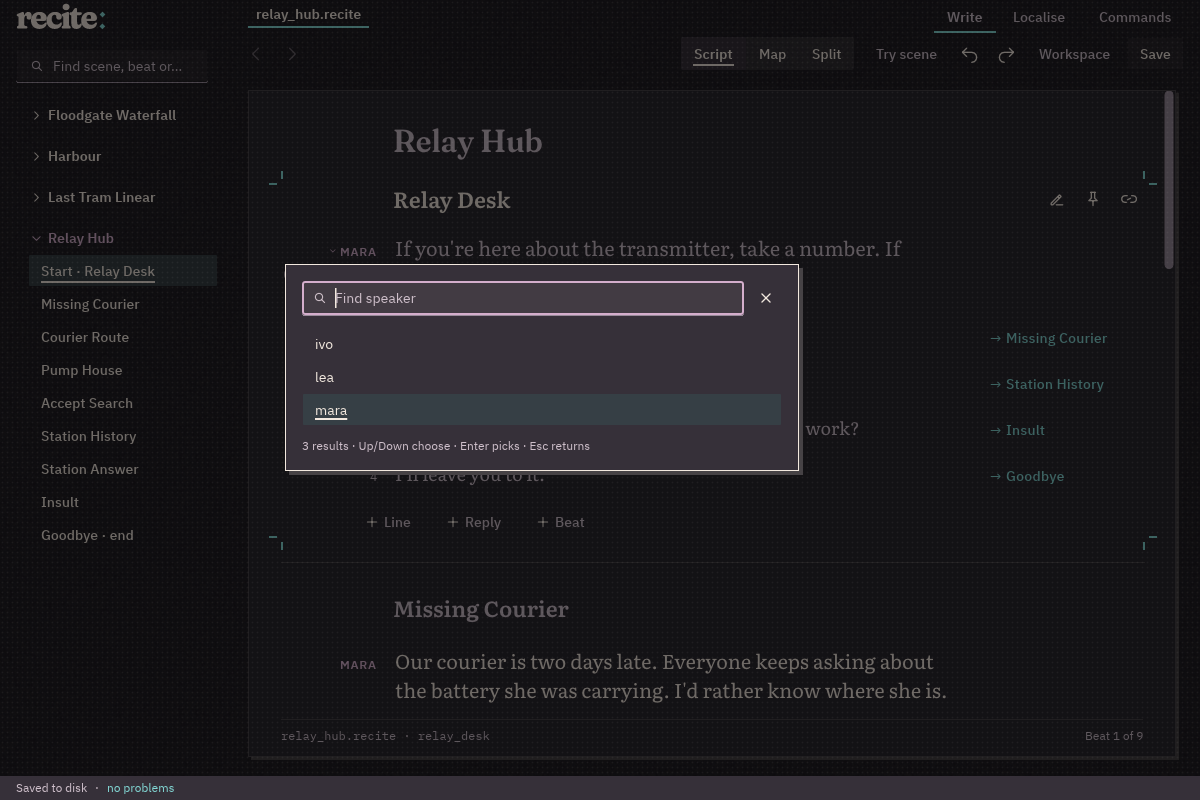 recite:
relay_hub.recite
Write
Localise
Commands
Find scene, beat or...
Script
Map
Split
Try scene
Workspace
Save
Floodgate Waterfall
Harbour
Last Tram Linear
Relay Hub
Start · Relay Desk
Missing Courier
Courier Route
Pump House
Accept Search
Station History
Station Answer
Insult
Goodbye · end
Relay Hub
Relay Desk
MARA
If you're here about the transmitter, take a number. If
Find speaker
ivo
lea
mara
3 results · Up/Down choose · Enter picks · Esc returns
→ Missing Courier
→ Station History
work?
→ Insult
4 I'll leave you to it.
→ Goodbye
+ Line
+ Reply
+ Beat
Missing Courier
MARA
Our courier is two days late. Everyone keeps asking about
the battery she was carrying. I'd rather know where she is.
relay_hub.recite · relay_desk
Beat 1 of 9
Saved to disk · no problems